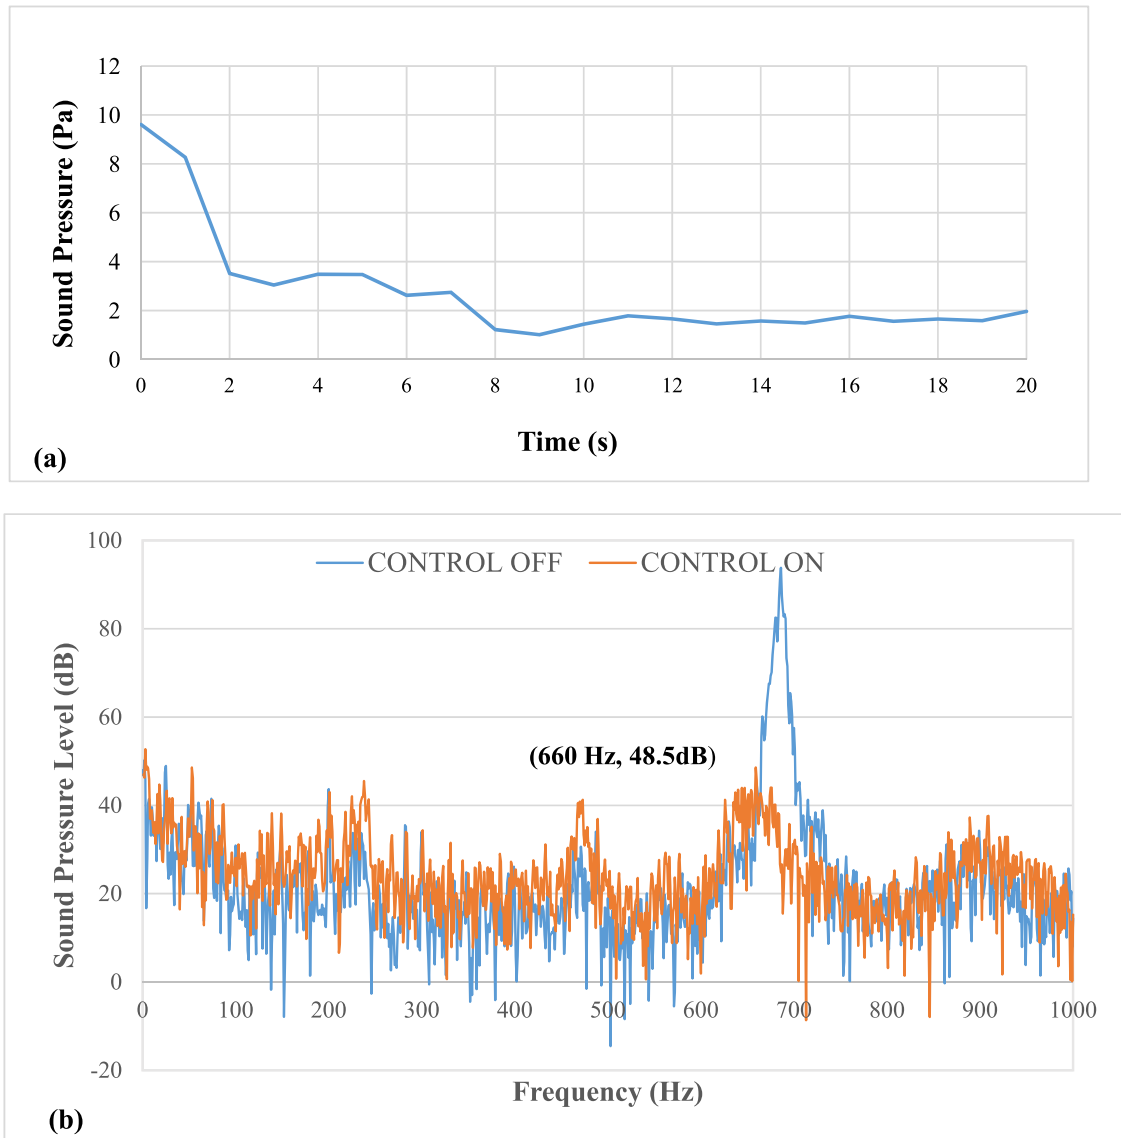 12
10
8
6
4
2
0
Sound Pressure (Pa)
0 2 4 6 8 10 12 14 16 18 20
Time (s)
(a)
100
80
60
40
20
0
-20
Sound Pressure Level (dB)
CONTROL OFF CONTROL ON
(660 Hz, 48.5dB)
0 100 200 300 400 500 600 700 800 900 1000
Frequency (Hz)
(b)